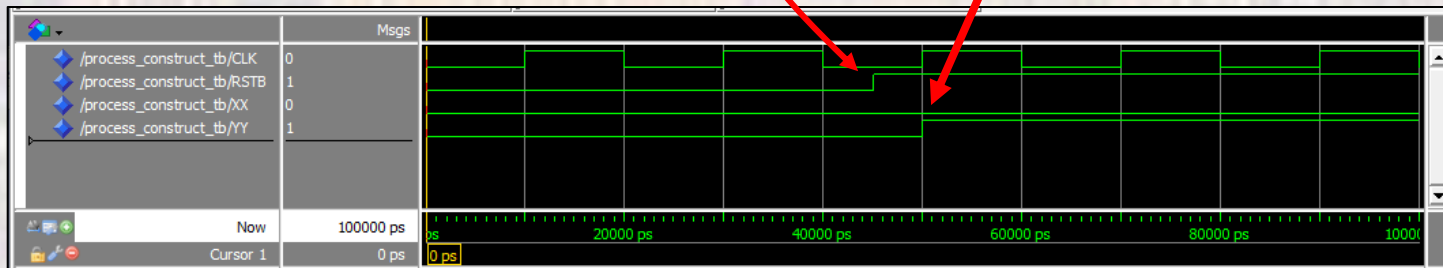 Msgs
/process_construct_tb/CLK 0
/process_construct_tb/RSTB 1
/process_construct_tb/XX 0
/process_construct_tb/YY 1
Now 100000 ps ps 20000 ps 40000 ps 60000 ps 80000 ps 10000
Cursor 1 0 ps 0 ps